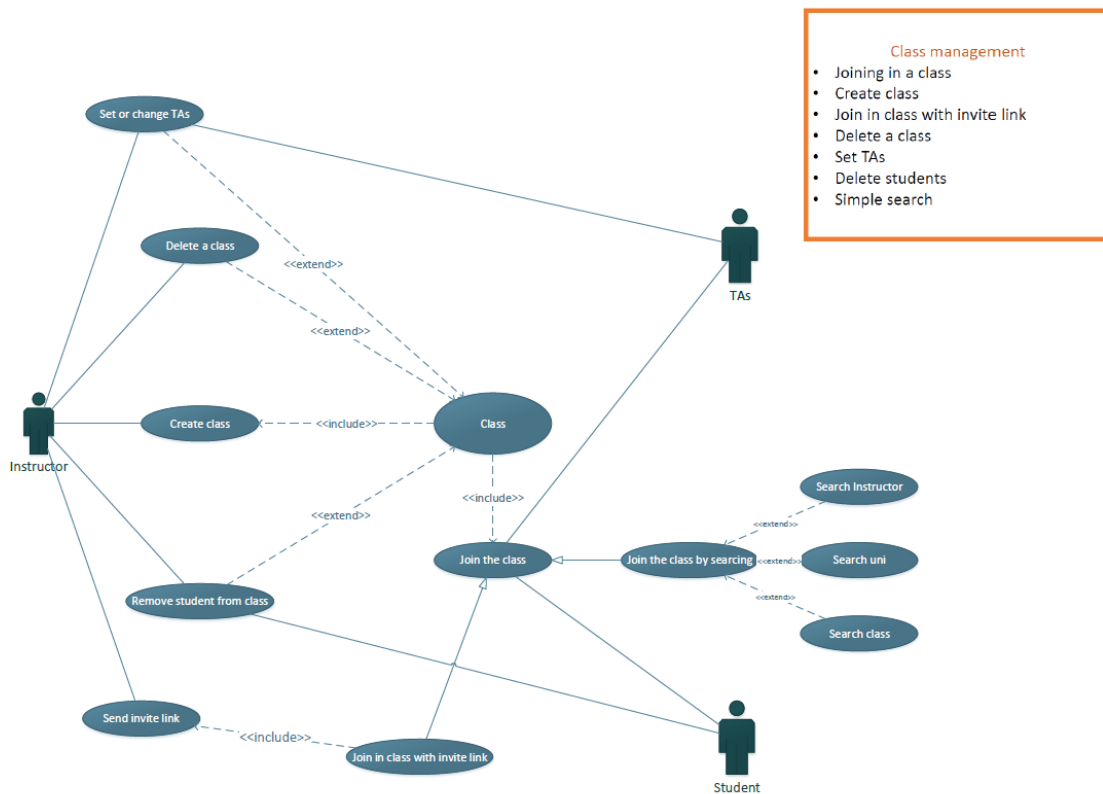 Class management
• Joining in a class
• Create class
• Join in class with invite link
• Delete a class
• Set TAs
• Delete students
• Simple search
Set or change TAs
Delete a class
<<extend>>
TAs
<<extend>>
Create class
<<include>>
Class
Instructor
Search Instructor
<<include>>
<<extend>>
<<extend>>
Join the class
Join the class by searcing
<<extend>>
Search uni
Remove student from class
<<extend>>
Search class
Send invite link
<<include>>
Join in class with invite link
Student